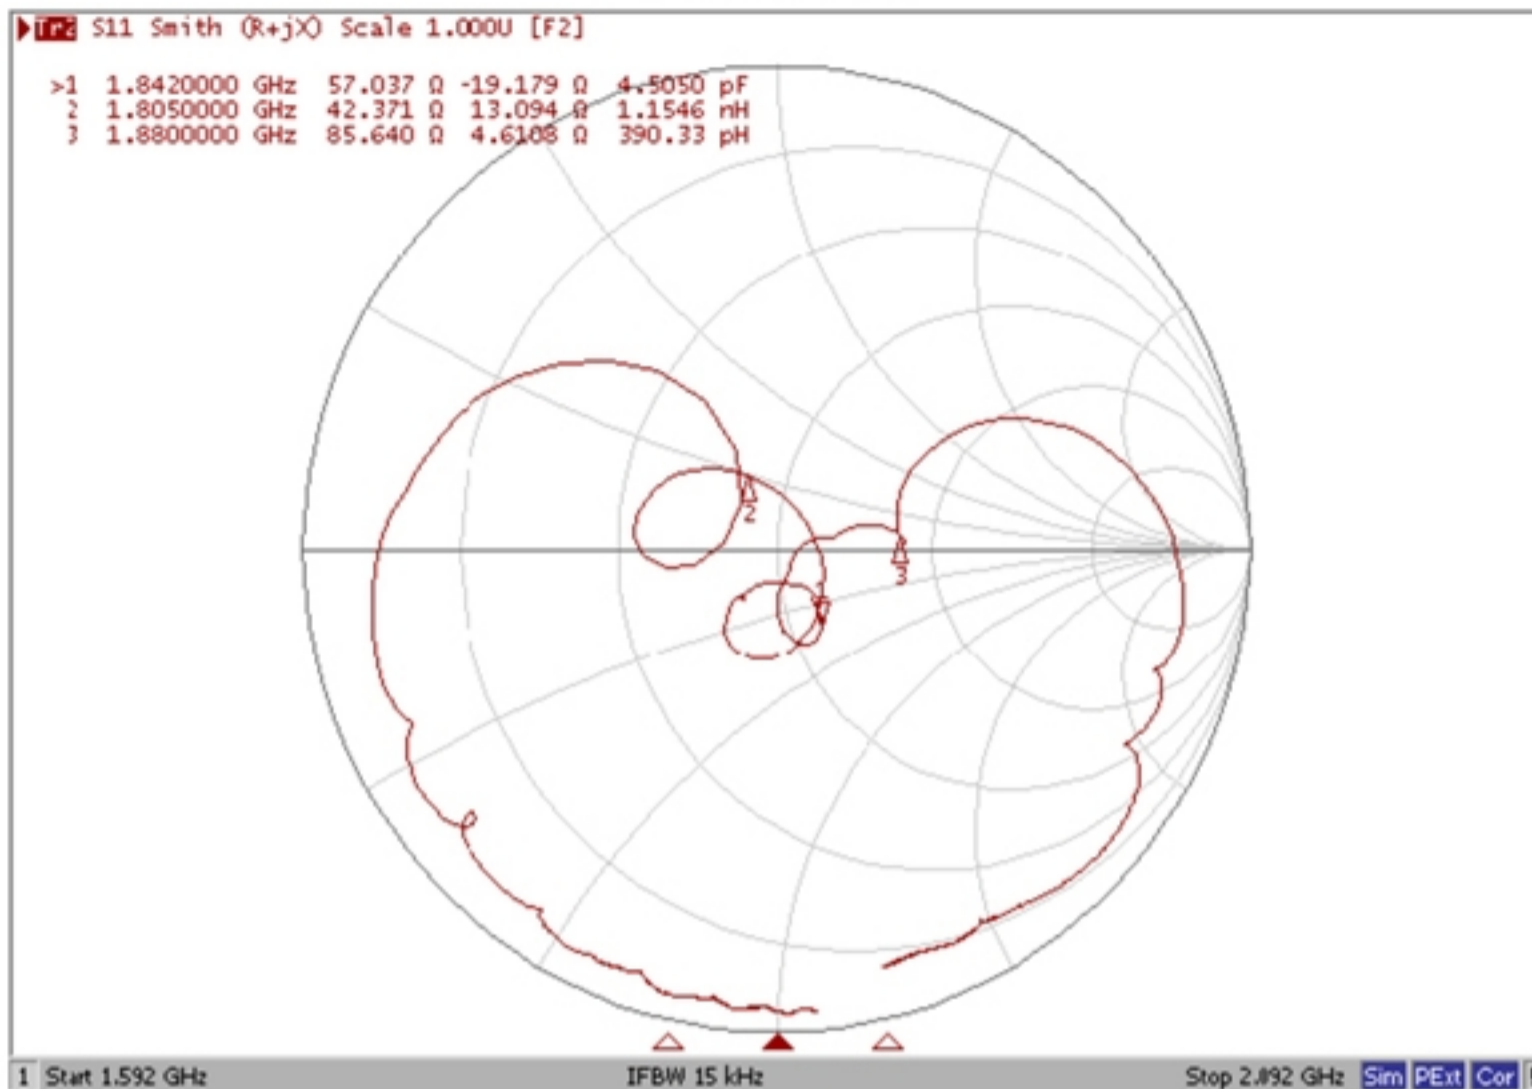 Tr2 S11 Smith (R+jX) Scale 1.000U [F2]
>1 1.8420000 GHz 57.037 Ω -19.179 Ω 4.5050 pF
2 1.8050000 GHz 42.371 Ω 13.094 Ω 1.1546 nH
3 1.8800000 GHz 85.640 Ω 4.6108 Ω 390.33 pH
1
2
3
1 Start 1.592 GHz IFBW 15 kHz Stop 2.092 GHz Sim PExt Cor